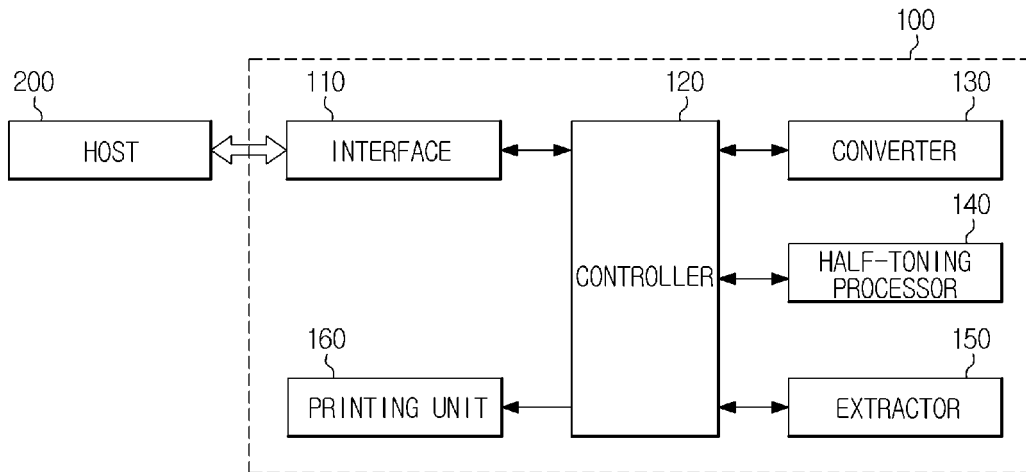 100
200
110
120
130
HOST
INTERFACE
CONVERTER
140
CONTROLLER
HALF-TONING
PROCESSOR
160
150
PRINTING UNIT
EXTRACTOR